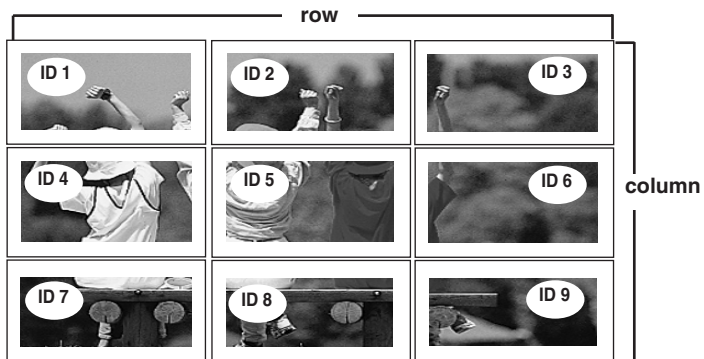 row
ID 1
ID 2
ID 3
ID 4
ID 5
ID 6
column
ID 7
ID 8
ID 9